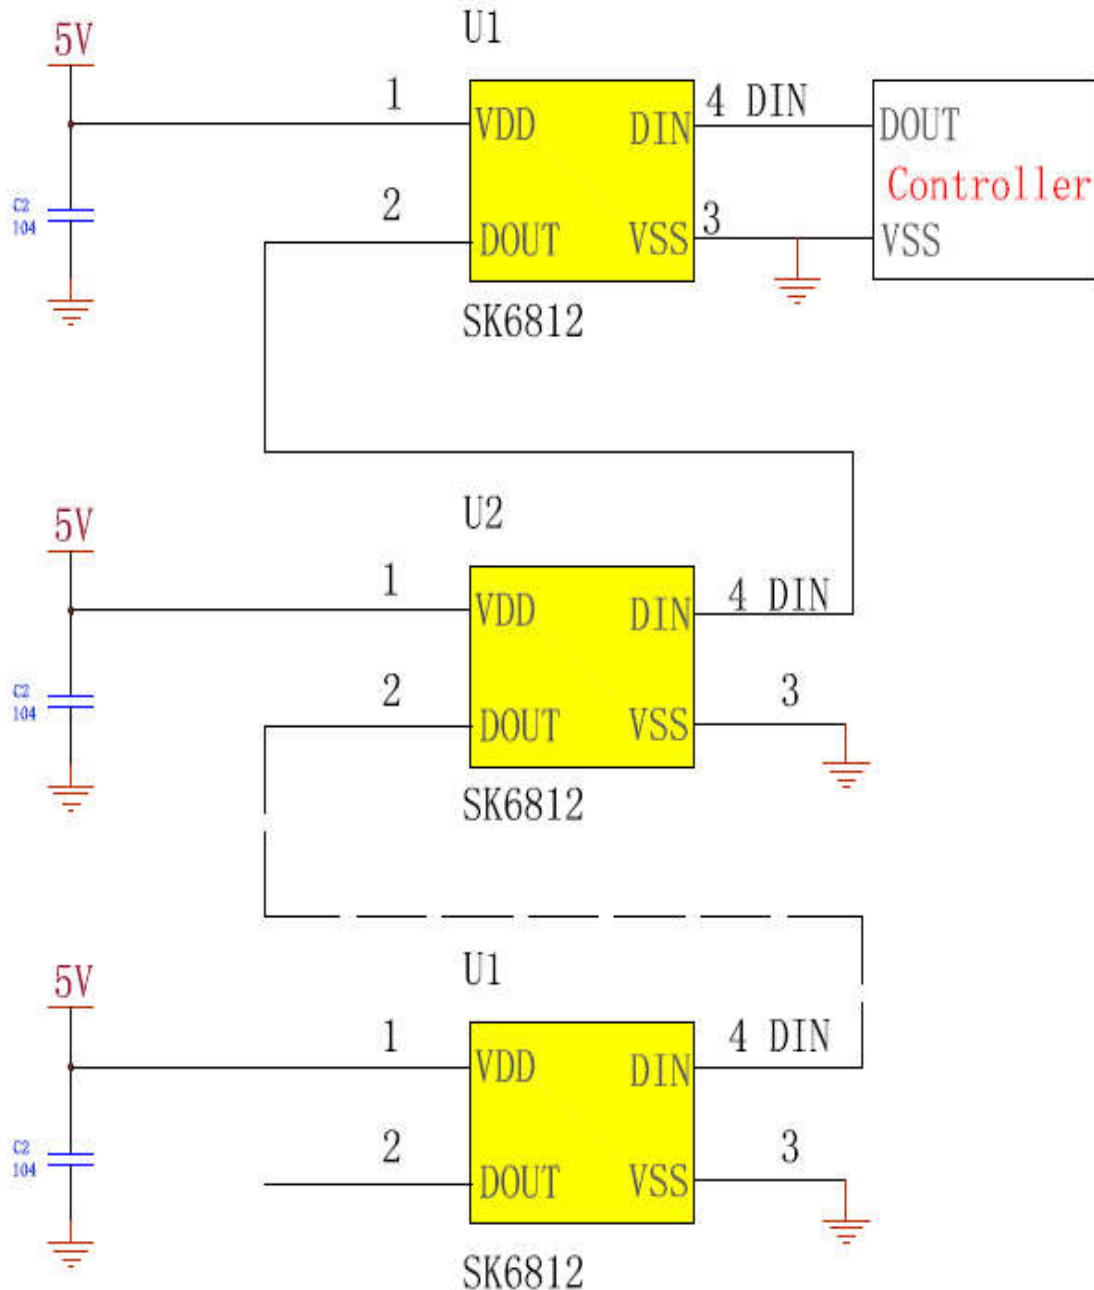 U1
5V
1
4 DIN
VDD
DIN
DOUT
Controller
C2
104
2
3
DOUT
VSS
VSS
SK6812
U2
5V
1
4 DIN
VDD
DIN
C2
104
2
3
DOUT
VSS
SK6812
U1
5V
1
4 DIN
VDD
DIN
C2
104
2
3
DOUT
VSS
SK6812